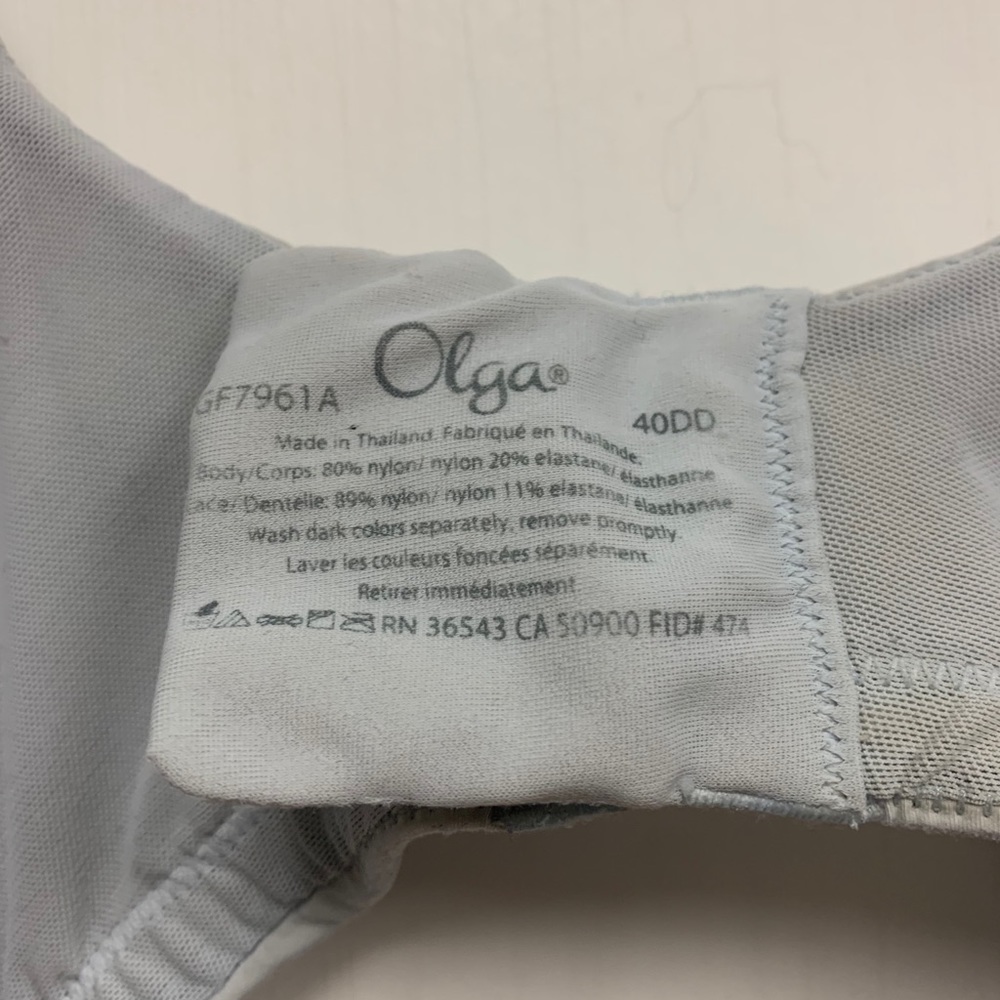 Olga®
GF7961A
40DD
Made in Thailand. Fabriqué en Thaïlande.
Body/Corps: 80% nylon/ nylon 20% elastane/ élasthanne
ace/ Dentelle: 89% nylon/ nylon 11% elastane/ élasthanne
Wash dark colors separately, remove promptly.
Laver les couleurs foncées séparément.
Retirer immédiatement
RN 36543 CA 50900 FID# 474